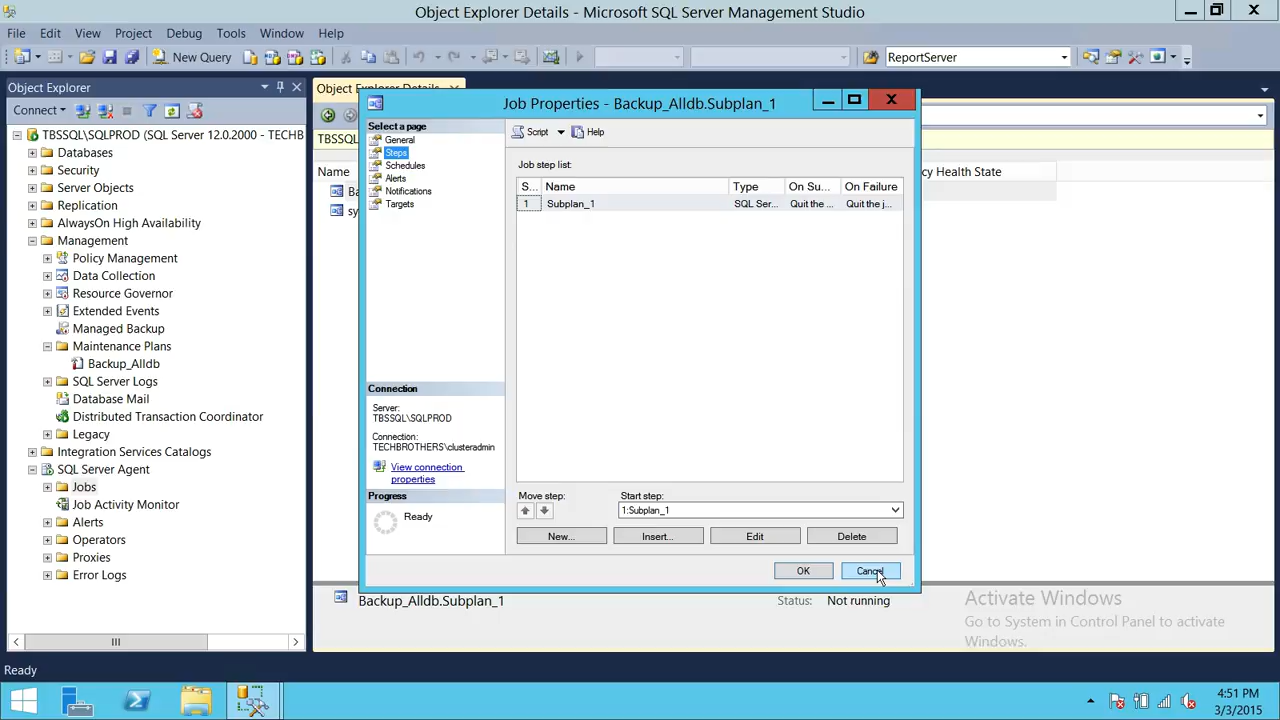 Object Explorer Details - Microsoft SQL Server Management Studio
File Edit View Project Debug Tools Window Help
New Query
ReportServer
Object Explorer
Object Explorer Details
Connect
TBSSQL\SQLPROD (SQL Server 12.0.2000 - TECHB
Databases
Security
Server Objects
Replication
AlwaysOn High Availability
Management
Policy Management
Data Collection
Resource Governor
Extended Events
Managed Backup
Maintenance Plans
Backup_Alldb
SQL Server Logs
Database Mail
Distributed Transaction Coordinator
Legacy
Integration Services Catalogs
SQL Server Agent
Jobs
Job Activity Monitor
Alerts
Operators
Proxies
Error Logs
TBSSQL\
Name
cy Health State
Ba
sy
Job Properties - Backup_Alldb.Subplan_1
Select a page
General
Steps
Schedules
Alerts
Notifications
Targets
Script Help
Job step list:
S... Name Type On Su... On Failure
1 Subplan_1 SQL Ser... Quit the ... Quit the j...
Connection
Server:
TBSSQL\SQLPROD
Connection:
TECHBROTHERS\clusteradmin
View connection
properties
Progress
Ready
Move step:
Start step:
1:Subplan_1
New... Insert... Edit Delete
OK Cancel
Backup_Alldb.Subplan_1
Status: Not running
Activate Windows
Go to System in Control Panel to activate
Windows.
Ready
4:51 PM
3/3/2015